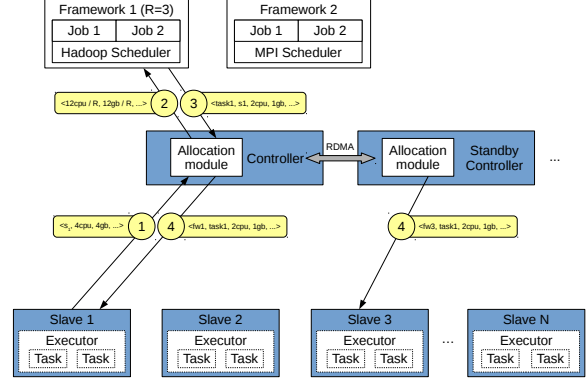 Framework 1 (R=3)
Framework 2
Job 1
Job 2
Job 1
Job 2
Hadoop Scheduler
MPI Scheduler
<12cpu / R, 12gb / R, ...>
2
3
<task1, s1, 2cpu, 1gb, ...>
Allocation
module
Controller
RDMA
Allocation
module
Standby
Controller
...
<s1, 4cpu, 4gb, ...>
1
4
<fw1, task1, 2cpu, 1gb, ...>
4
<fw3, task1, 2cpu, 1gb, ...>
Slave 1
Slave 2
Slave 3
Slave N
Executor
Executor
Executor
...
Executor
Task
Task
Task
Task
Task
Task
Task
Task